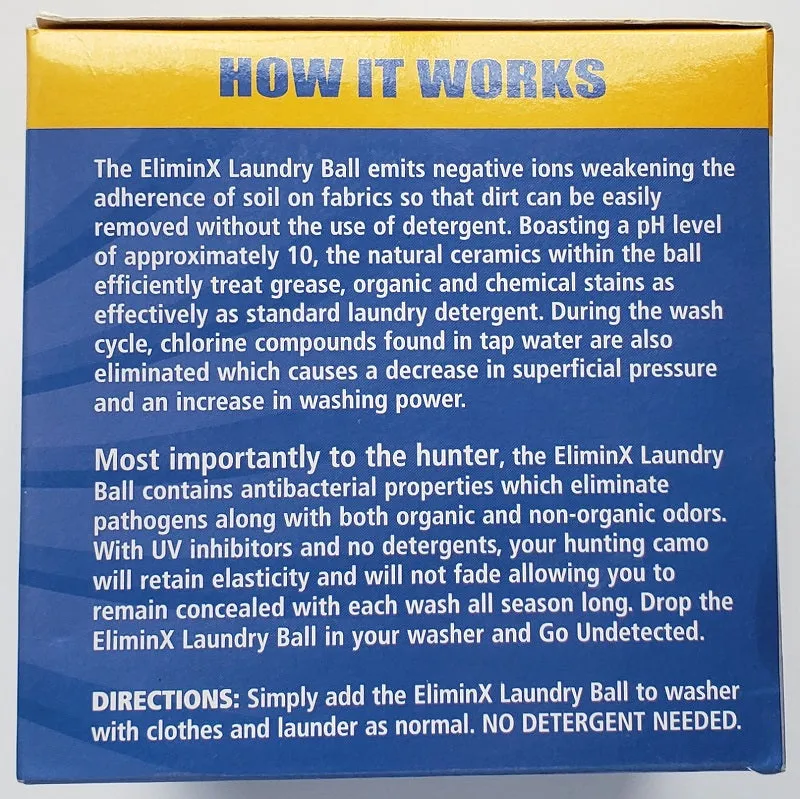 HOW IT WORKS
The EliminX Laundry Ball emits negative ions weakening the
adherence of soil on fabrics so that dirt can be easily
removed without the use of detergent. Boasting a pH level
of approximately 10, the natural ceramics within the ball
efficiently treat grease, organic and chemical stains as
effectively as standard laundry detergent. During the wash
cycle, chlorine compounds found in tap water are also
eliminated which causes a decrease in superficial pressure
and an increase in washing power.
Most importantly to the hunter, the EliminX Laundry
Ball contains antibacterial properties which eliminate
pathogens along with both organic and non-organic odors.
With UV inhibitors and no detergents, your hunting camo
will retain elasticity and will not fade allowing you to
remain concealed with each wash all season long. Drop the
EliminX Laundry Ball in your washer and Go Undetected.
DIRECTIONS: Simply add the EliminX Laundry Ball to washer
with clothes and launder as normal. NO DETERGENT NEEDED.